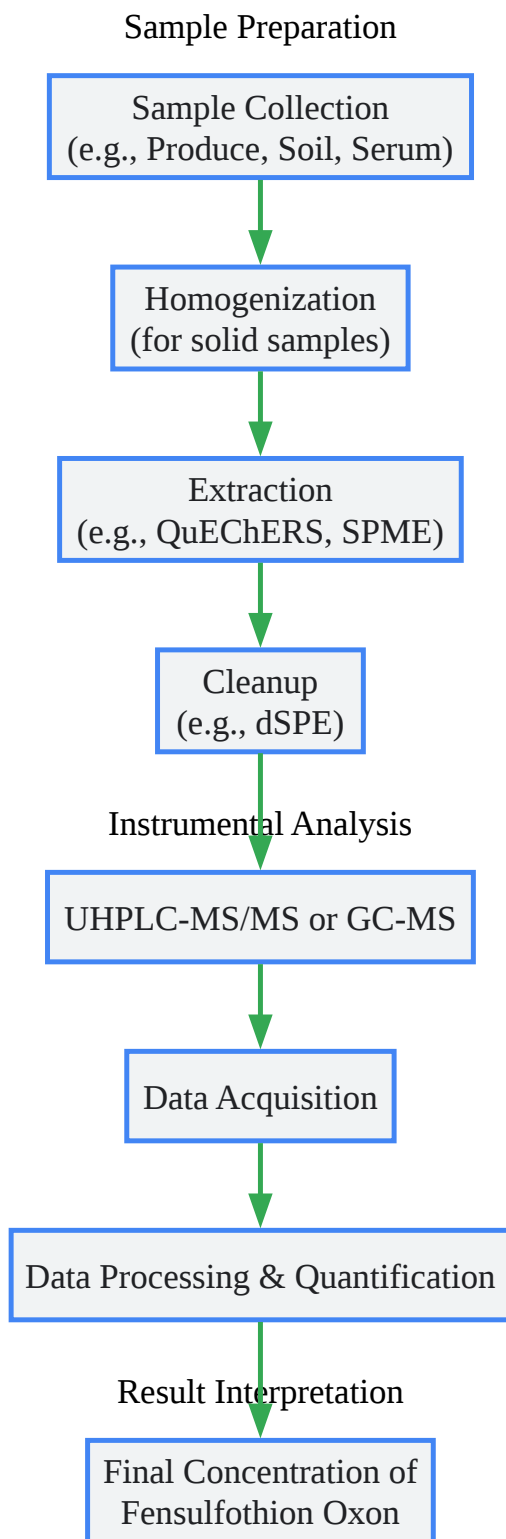 Sample Preparation
Sample Collection
(e.g., Produce, Soil, Serum)
Homogenization
(for solid samples)
Extraction
(e.g., QuEChERS, SPME)
Cleanup
(e.g., dSPE)
Instrumental Analysis
UHPLC-MS/MS or GC-MS
Data Acquisition
Data Processing & Quantification
Result Interpretation
Final Concentration of
Fensulfothion Oxon